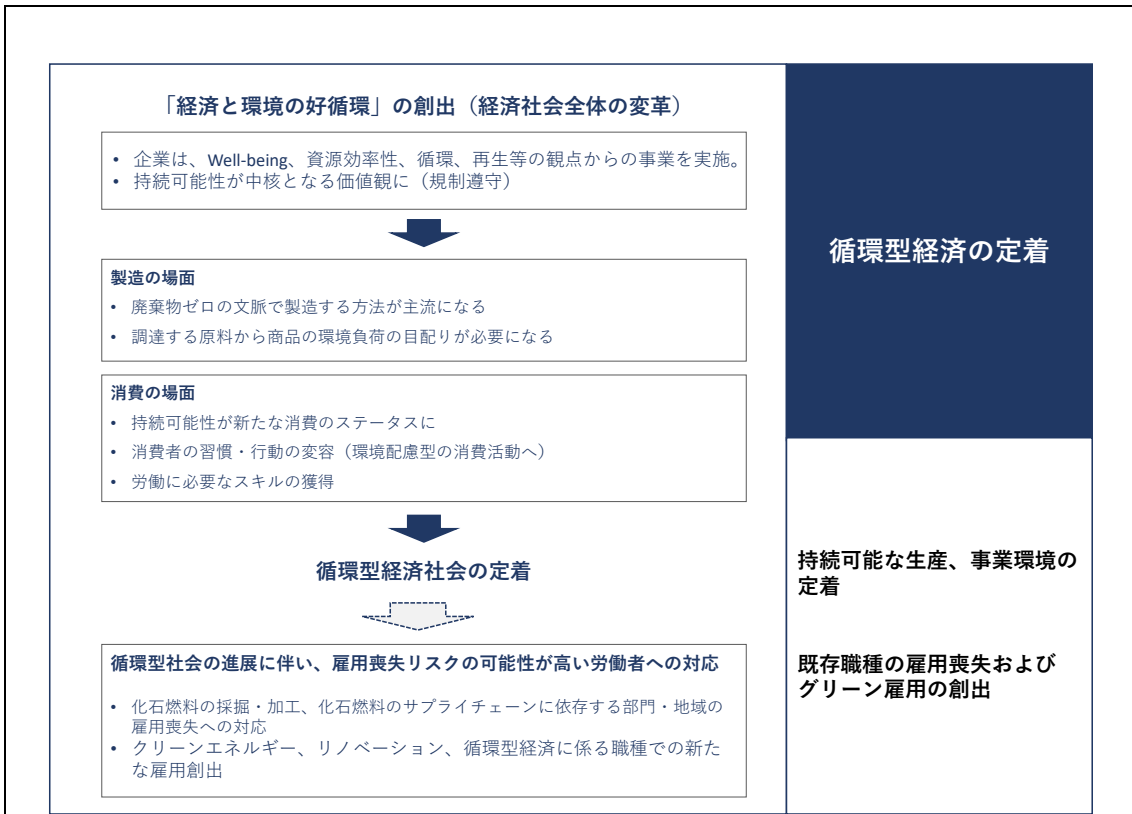 「経済と環境の好循環」の創出（経済社会全体の変革）
• 企業は、Well-being、資源効率性、循環、再生等の観点からの事業を実施。
• 持続可能性が中核となる価値観に（規制遵守）
製造の場面
• 廃棄物ゼロの文脈で製造する方法が主流になる
• 調達する原料から商品の環境負荷の目配りが必要になる
消費の場面
• 持続可能性が新たな消費のステータスに
• 消費者の習慣・行動の変容（環境配慮型の消費活動へ）
• 労働に必要なスキルの獲得
循環型経済社会の定着
循環型社会の進展に伴い、雇用喪失リスクの可能性が高い労働者への対応
• 化石燃料の採掘・加工、化石燃料のサプライチェーンに依存する部門・地域の
雇用喪失への対応
• クリーンエネルギー、リノベーション、循環型経済に係る職種での新た
な雇用創出
循環型経済の定着
持続可能な生産、事業環境の
定着
既存職種の雇用喪失および
グリーン雇用の創出